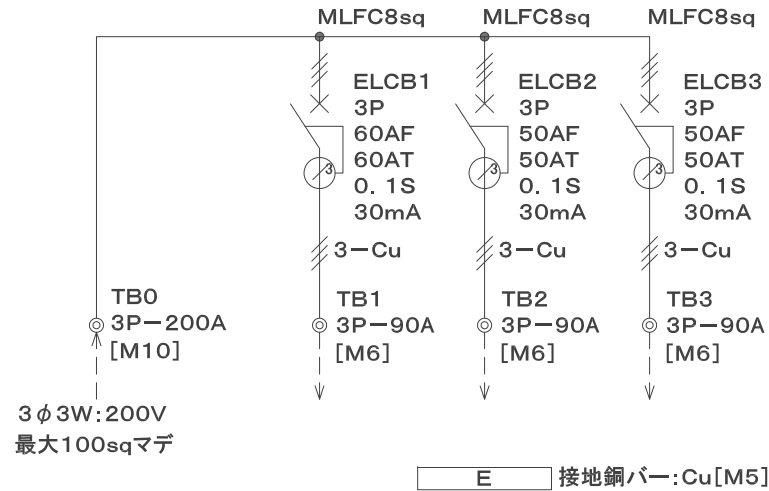 MLFC8sq
MLFC8sq
MLFC8sq
ELCB1
3P
60AF
60AT
0. 1S
30mA
3
ELCB2
3P
50AF
50AT
0. 1S
30mA
3
ELCB3
3P
50AF
50AT
0. 1S
30mA
3
3－Cu
3－Cu
3－Cu
TB0
3P－200A
[M10]
TB1
3P－90A
[M6]
TB2
3P－90A
[M6]
TB3
3P－90A
[M6]
3φ3W:200V
最大100sqマデ
E
接地銅バー:Cu[M5]